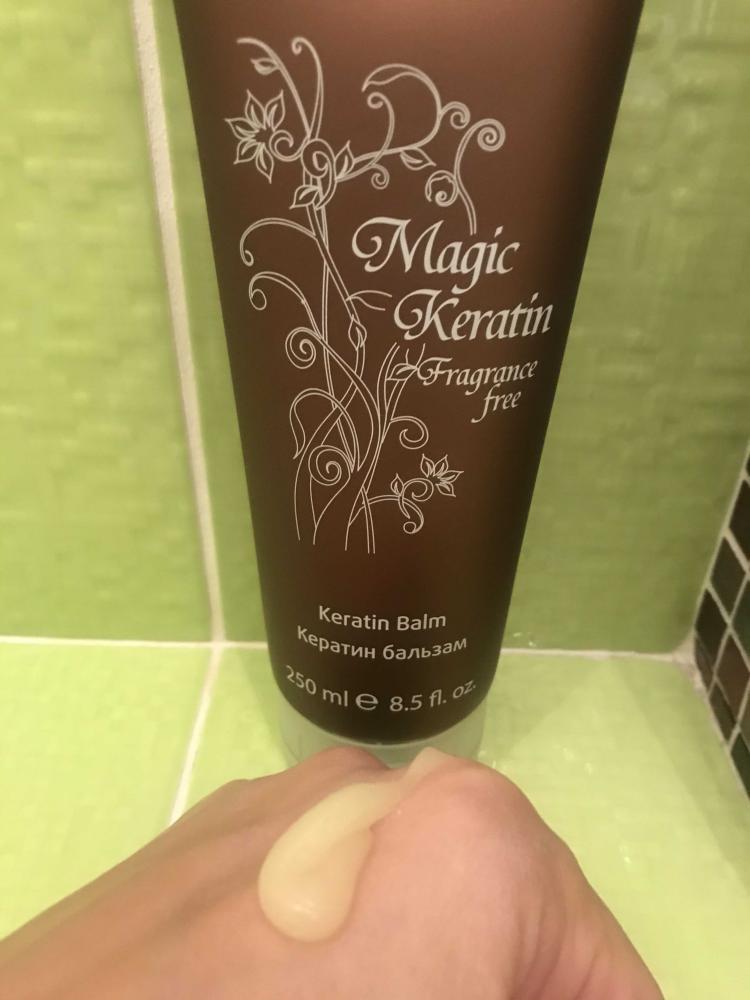 Magic
Keratin
Fragrance
free
Keratin Balm
Кератин бальзам
250 ml ℮ 8.5 fl. oz.